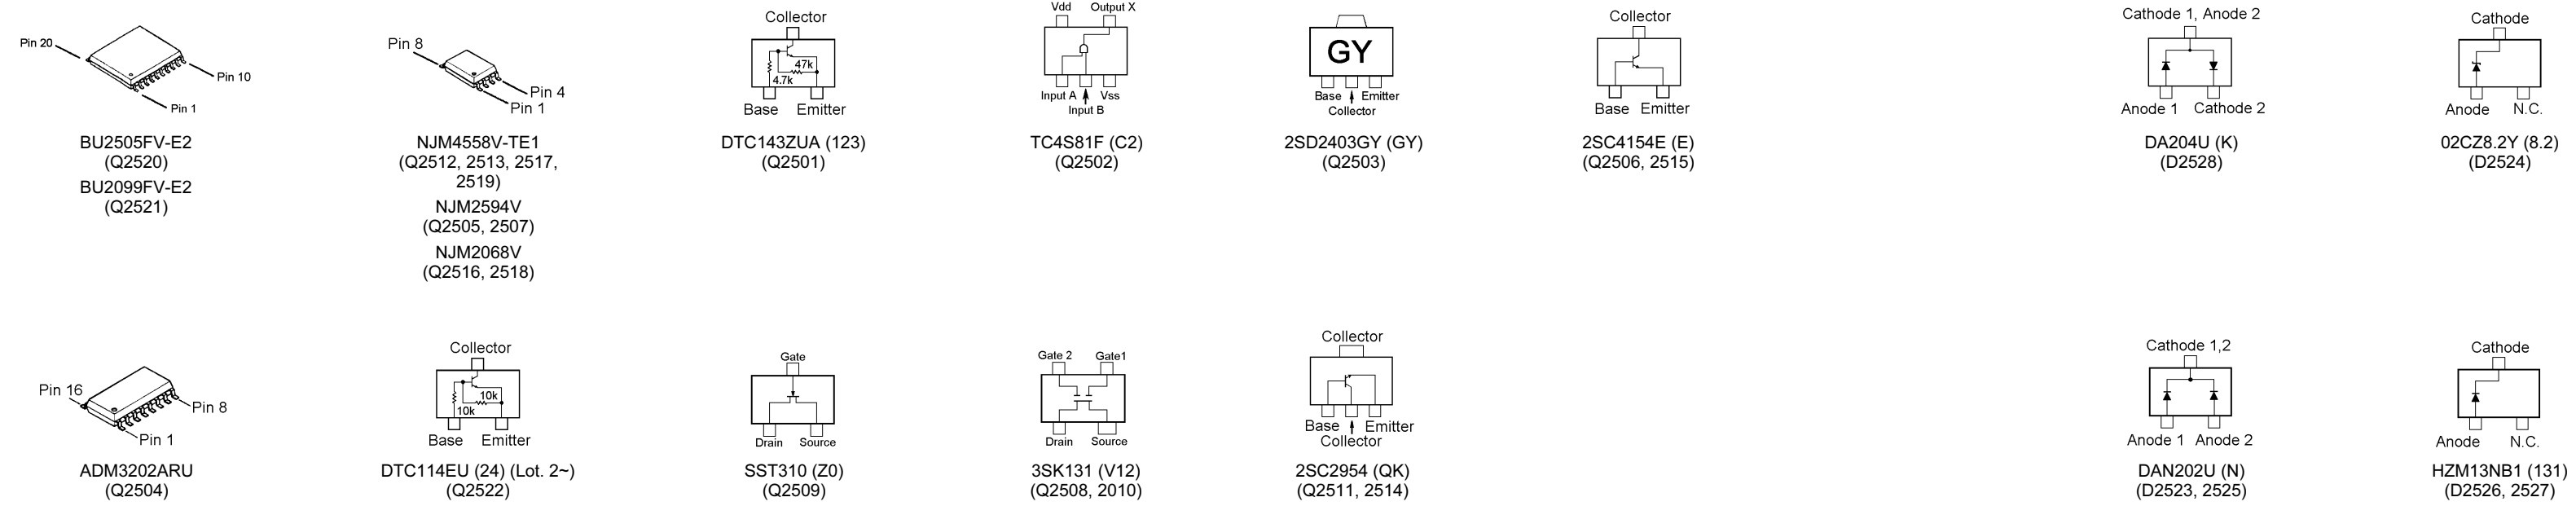 Pin 20
Pin 10
Pin 1
BU2505FV-E2
(Q2520)
BU2099FV-E2
(Q2521)
Pin 8
Pin 4
Pin 1
NJM4558V-TE1
(Q2512, 2513, 2517,
2519)
NJM2594V
(Q2505, 2507)
NJM2068V
(Q2516, 2518)
Collector
47k
4.7k
Base Emitter
DTC143ZUA (123)
(Q2501)
Vdd Output X
Input A Vss
Input B
TC4S81F (C2)
(Q2502)
GY
Base Emitter
Collector
2SD2403GY (GY)
(Q2503)
Collector
Base Emitter
2SC4154E (E)
(Q2506, 2515)
Cathode 1, Anode 2
Anode 1 Cathode 2
DA204U (K)
(D2528)
Cathode
Anode N.C.
02CZ8.2Y (8.2)
(D2524)
Pin 16
Pin 8
Pin 1
ADM3202ARU
(Q2504)
Collector
10k
10k
Base Emitter
DTC114EU (24) (Lot. 2~)
(Q2522)
Gate
Drain Source
SST310 (Z0)
(Q2509)
Gate 2 Gate1
Drain Source
3SK131 (V12)
(Q2508, 2010)
Collector
Base Emitter
Collector
2SC2954 (QK)
(Q2511, 2514)
Cathode 1,2
Anode 1 Anode 2
DAN202U (N)
(D2523, 2525)
Cathode
Anode N.C.
HZM13NB1 (131)
(D2526, 2527)